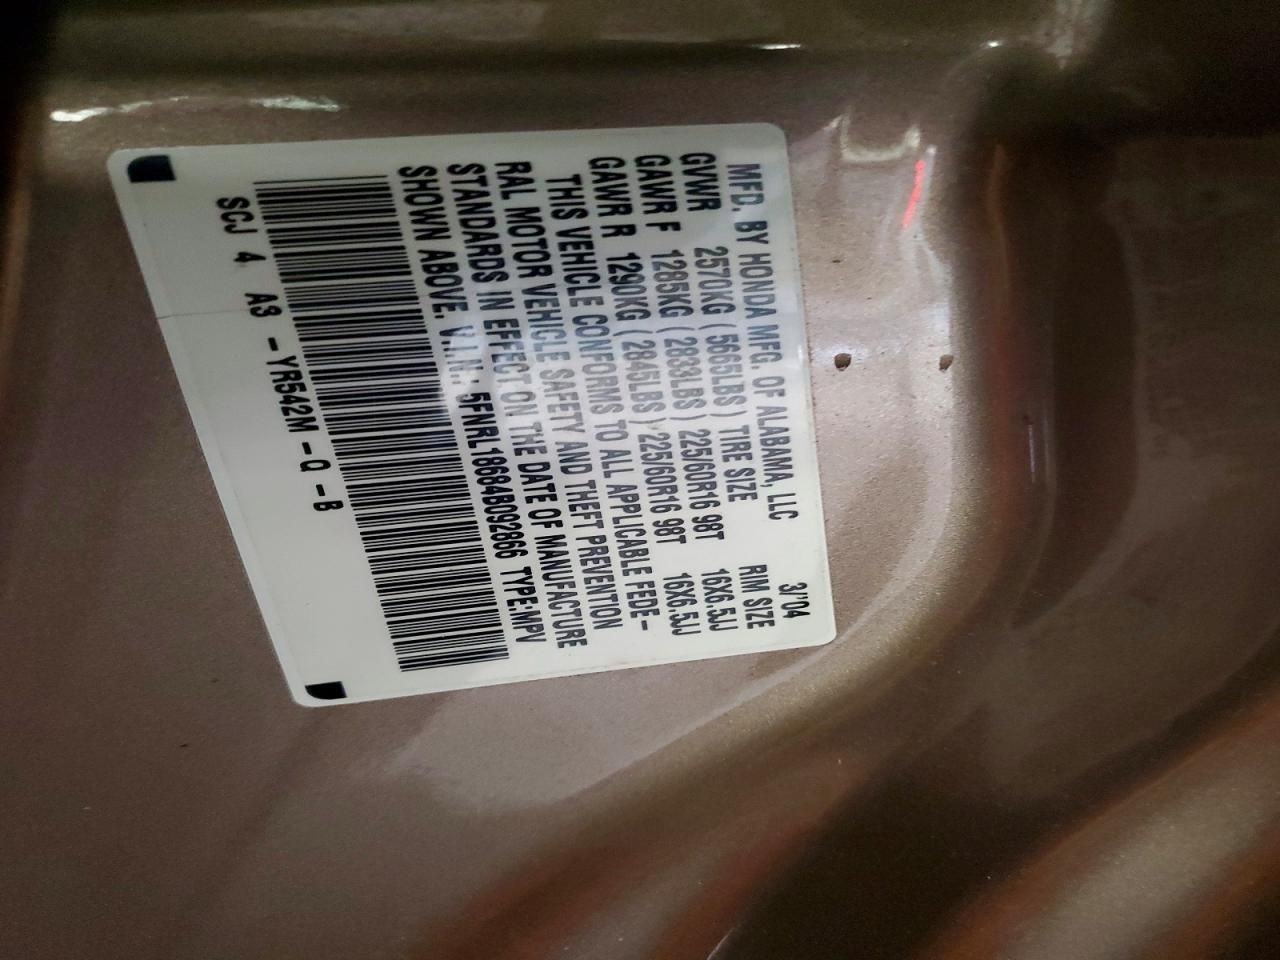 MFD. BY HONDA MFG. OF ALABAMA, LLC 3/'04
GVWR 2570KG (5665LBS) TIRE SIZE RIM SIZE
GAWR F 1285KG (2833LBS) 225/60R16 98T 16X6.5JJ
GAWR R 1290KG (2845LBS) 225/60R16 98T 16X6.5JJ
THIS VEHICLE CONFORMS TO ALL APPLICABLE FEDE-
RAL MOTOR VEHICLE SAFETY AND THEFT PREVENTION
STANDARDS IN EFFECT ON THE DATE OF MANUFACTURE
SHOWN ABOVE. V.I.N.: 5FNRL18684B092866 TYPE:MPV
SCJ 4 A3 -YR542M-Q-B